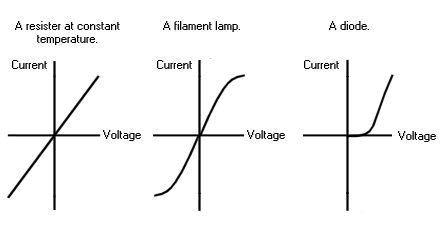 A resister at constant
temperature.
A filament lamp.
A diode.
Current
Voltage
Current
Voltage
Current
Voltage